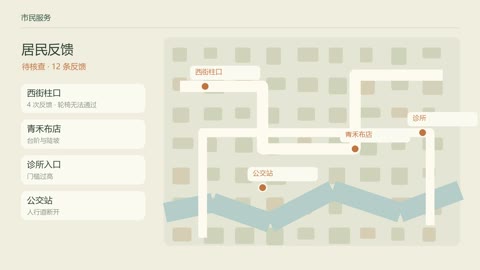 市民服务
居民反馈
待核查 · 12 条反馈
西街柱口
4 次反馈 · 轮椅无法通过
青禾布店
台阶与陡坡
诊所入口
门槛过高
公交站
人行道断开
西街柱口
青禾布店
诊所
公交站